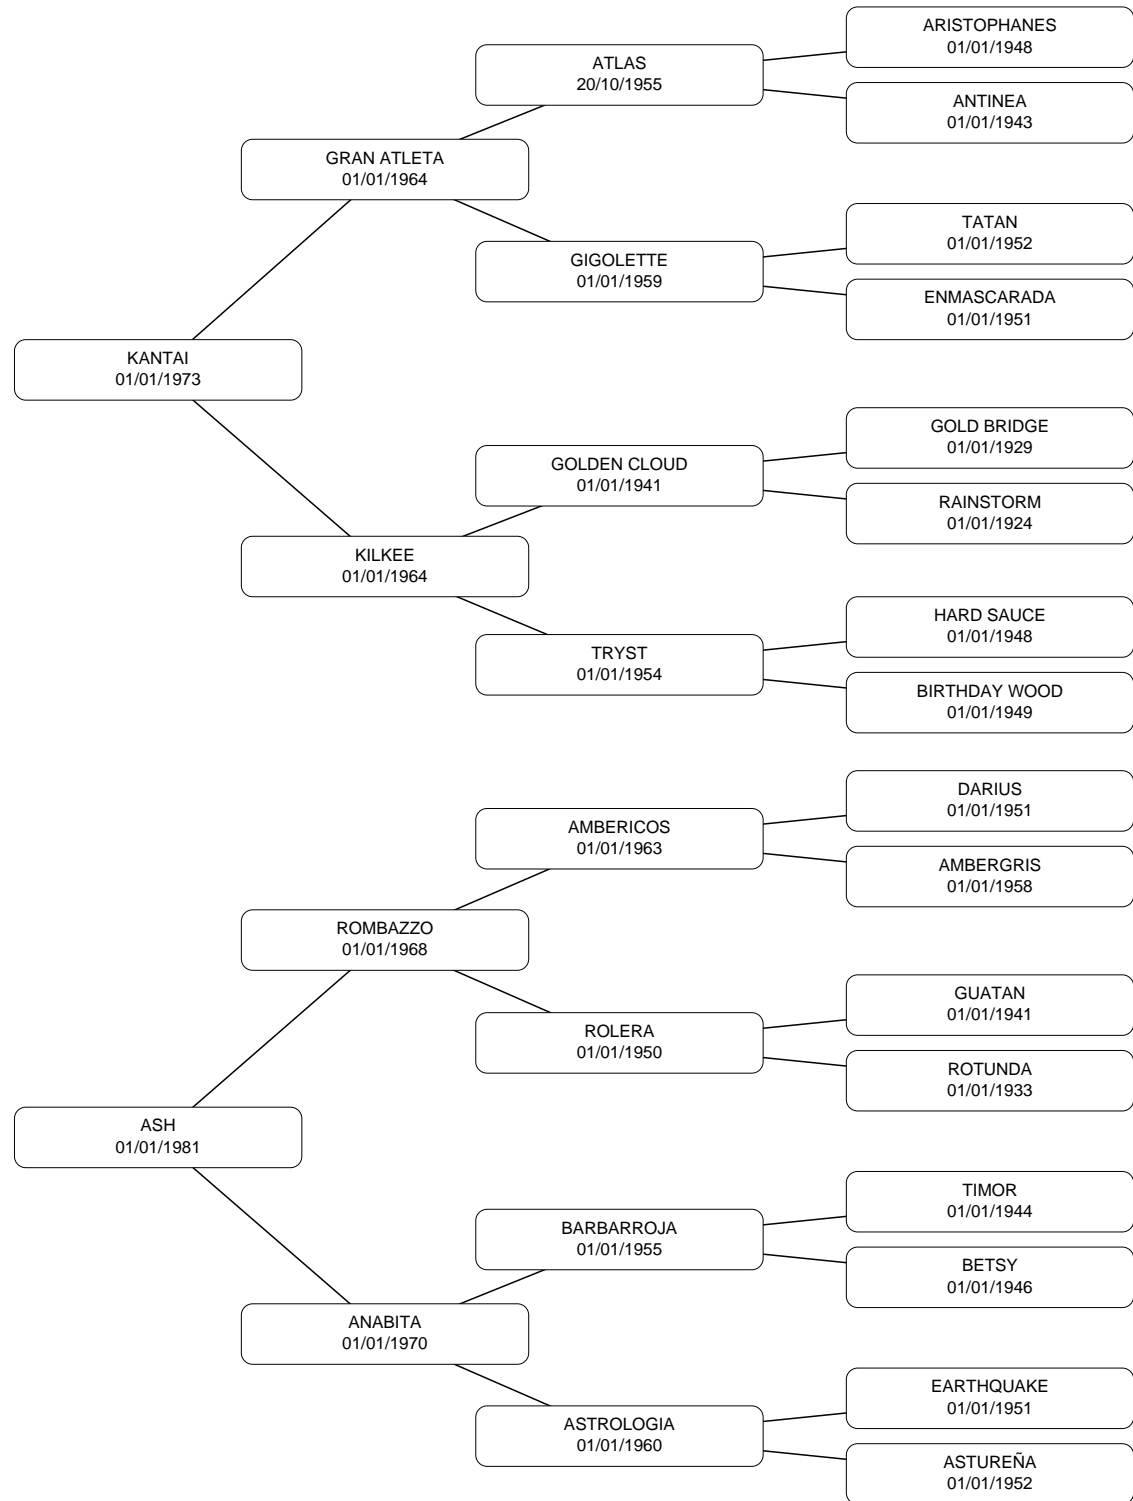 ARISTOPHANES
01/01/1948
ATLAS
20/10/1955
ANTINEA
01/01/1943
GRAN ATLETA
01/01/1964
TATAN
01/01/1952
GIGOLETTE
01/01/1959
ENMASCARADA
01/01/1951
KANTAI
01/01/1973
GOLD BRIDGE
01/01/1929
GOLDEN CLOUD
01/01/1941
RAINSTORM
01/01/1924
KILKEE
01/01/1964
HARD SAUCE
01/01/1948
TRYST
01/01/1954
BIRTHDAY WOOD
01/01/1949
DARIUS
01/01/1951
AMBERICOS
01/01/1963
AMBERGRIS
01/01/1958
ROMBAZZO
01/01/1968
GUATAN
01/01/1941
ROLERA
01/01/1950
ROTUNDA
01/01/1933
ASH
01/01/1981
TIMOR
01/01/1944
BARBARROJA
01/01/1955
BETSY
01/01/1946
ANABITA
01/01/1970
EARTHQUAKE
01/01/1951
ASTROLOGIA
01/01/1960
ASTUREÑA
01/01/1952